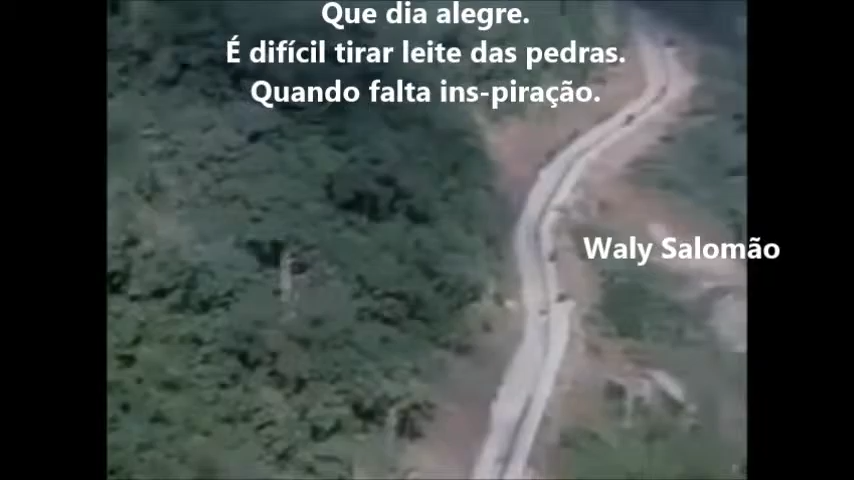 Que dia alegre.
É difícil tirar leite das pedras.
Quando falta ins-piração.
Waly Salomão